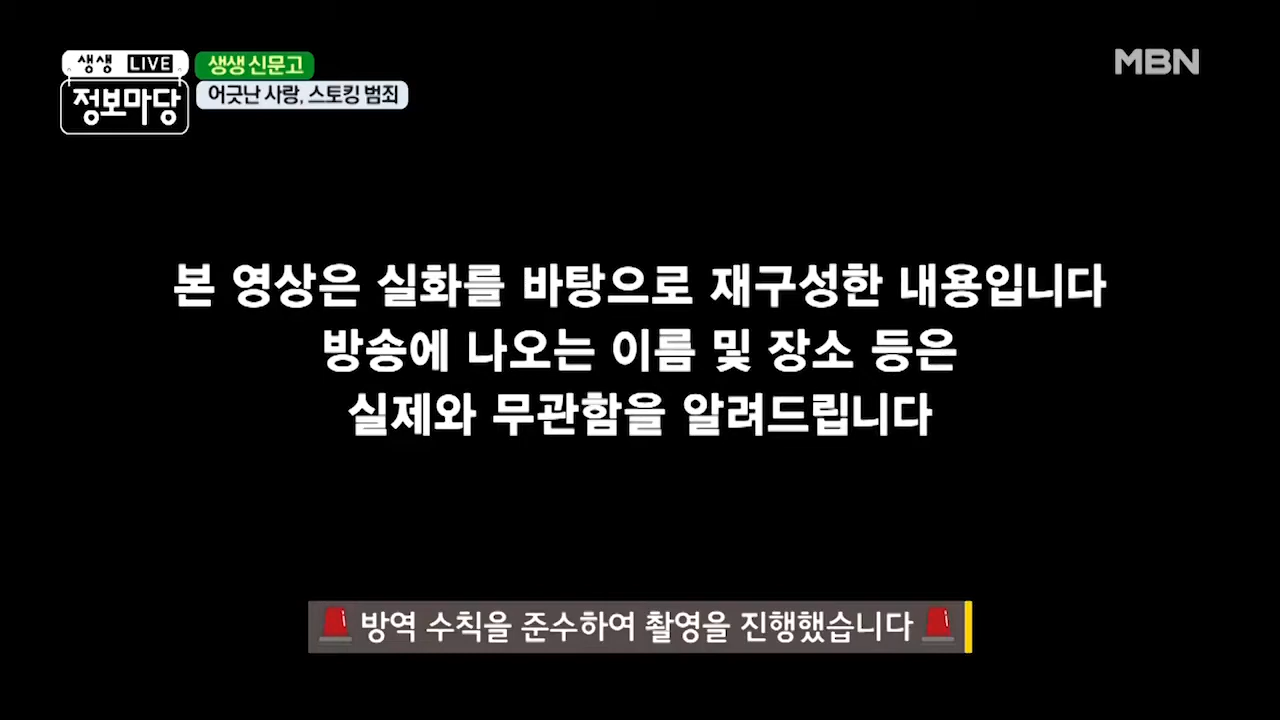 생생 LIVE
정보마당
생생 신문고
어긋난 사랑, 스토킹 범죄
MBN
본 영상은 실화를 바탕으로 재구성한 내용입니다
방송에 나오는 이름 및 장소 등은
실제와 무관함을 알려드립니다
방역 수칙을 준수하여 촬영을 진행했습니다